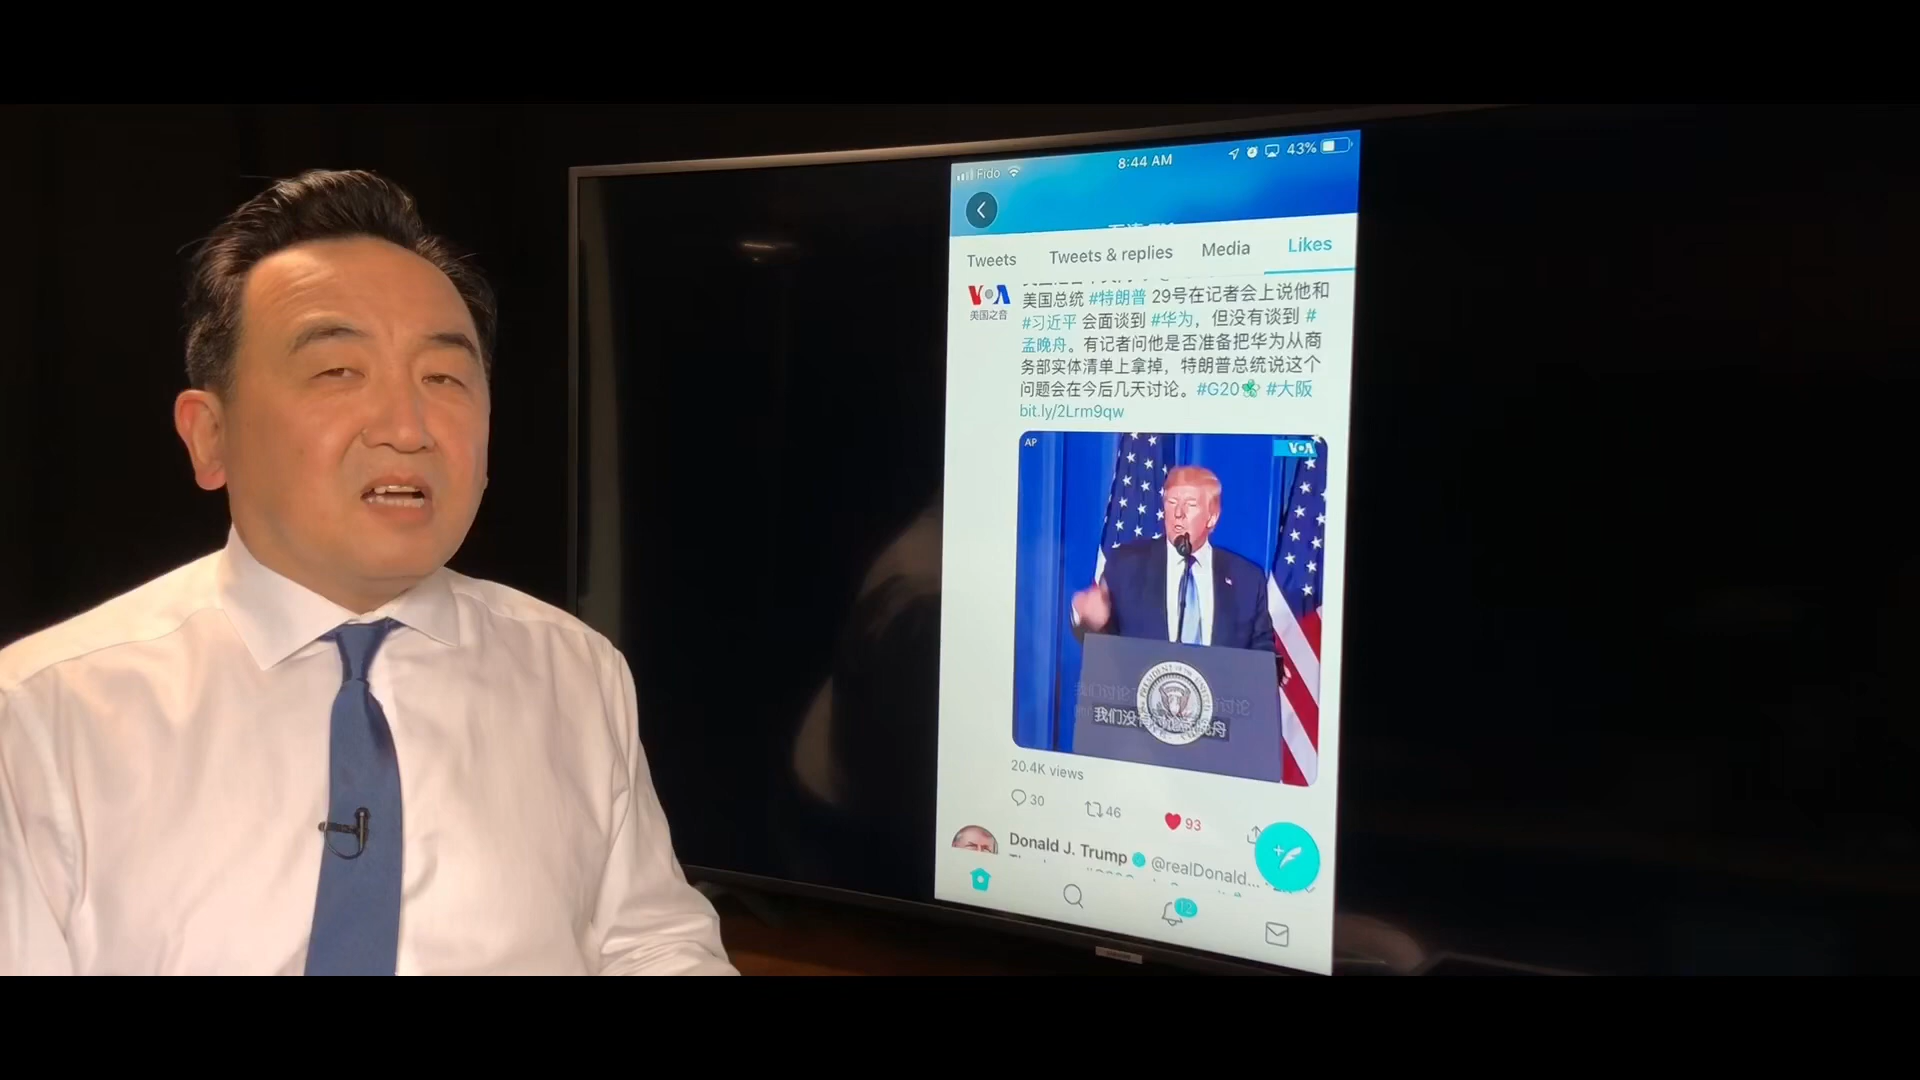 Fido
8:44 AM
43%
Tweets
Tweets & replies
Media
Likes
VOA
美国之音
美国总统 #特朗普 29号在记者会上说他和
#习近平 会面谈到 #华为，但没有谈到 #
孟晚舟。有记者问他是否准备把华为从商
务部实体清单上拿掉，特朗普总统说这个
问题会在今后几天讨论。#G20 #大阪
bit.ly/2Lrm9qw
AP
VOA
我们没有讨论孟晚舟
20.4K views
30
46
93
Donald J. Trump @realDonald...
12